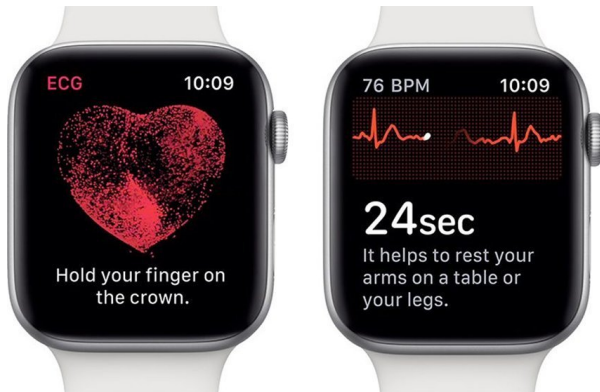 ECG 10:09
Hold your finger on
the crown.
76 BPM 10:09
24sec
It helps to rest your
arms on a table or
your legs.